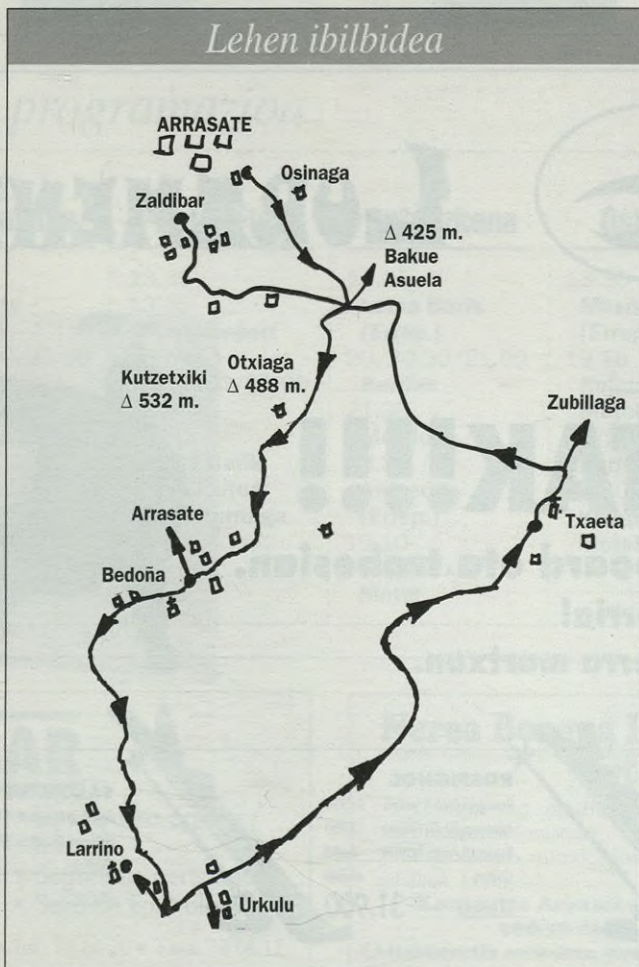 Lehen ibilbidea
ARRASATE
Osinaga
Zaldibar
Δ 425 m.
Bakue
Asuela
Kutzetxiki
Δ 532 m.
Otxiaga
Δ 488 m.
Zubillaga
Arrasate
Txaeta
Bedoña
Larrino
Urkulu